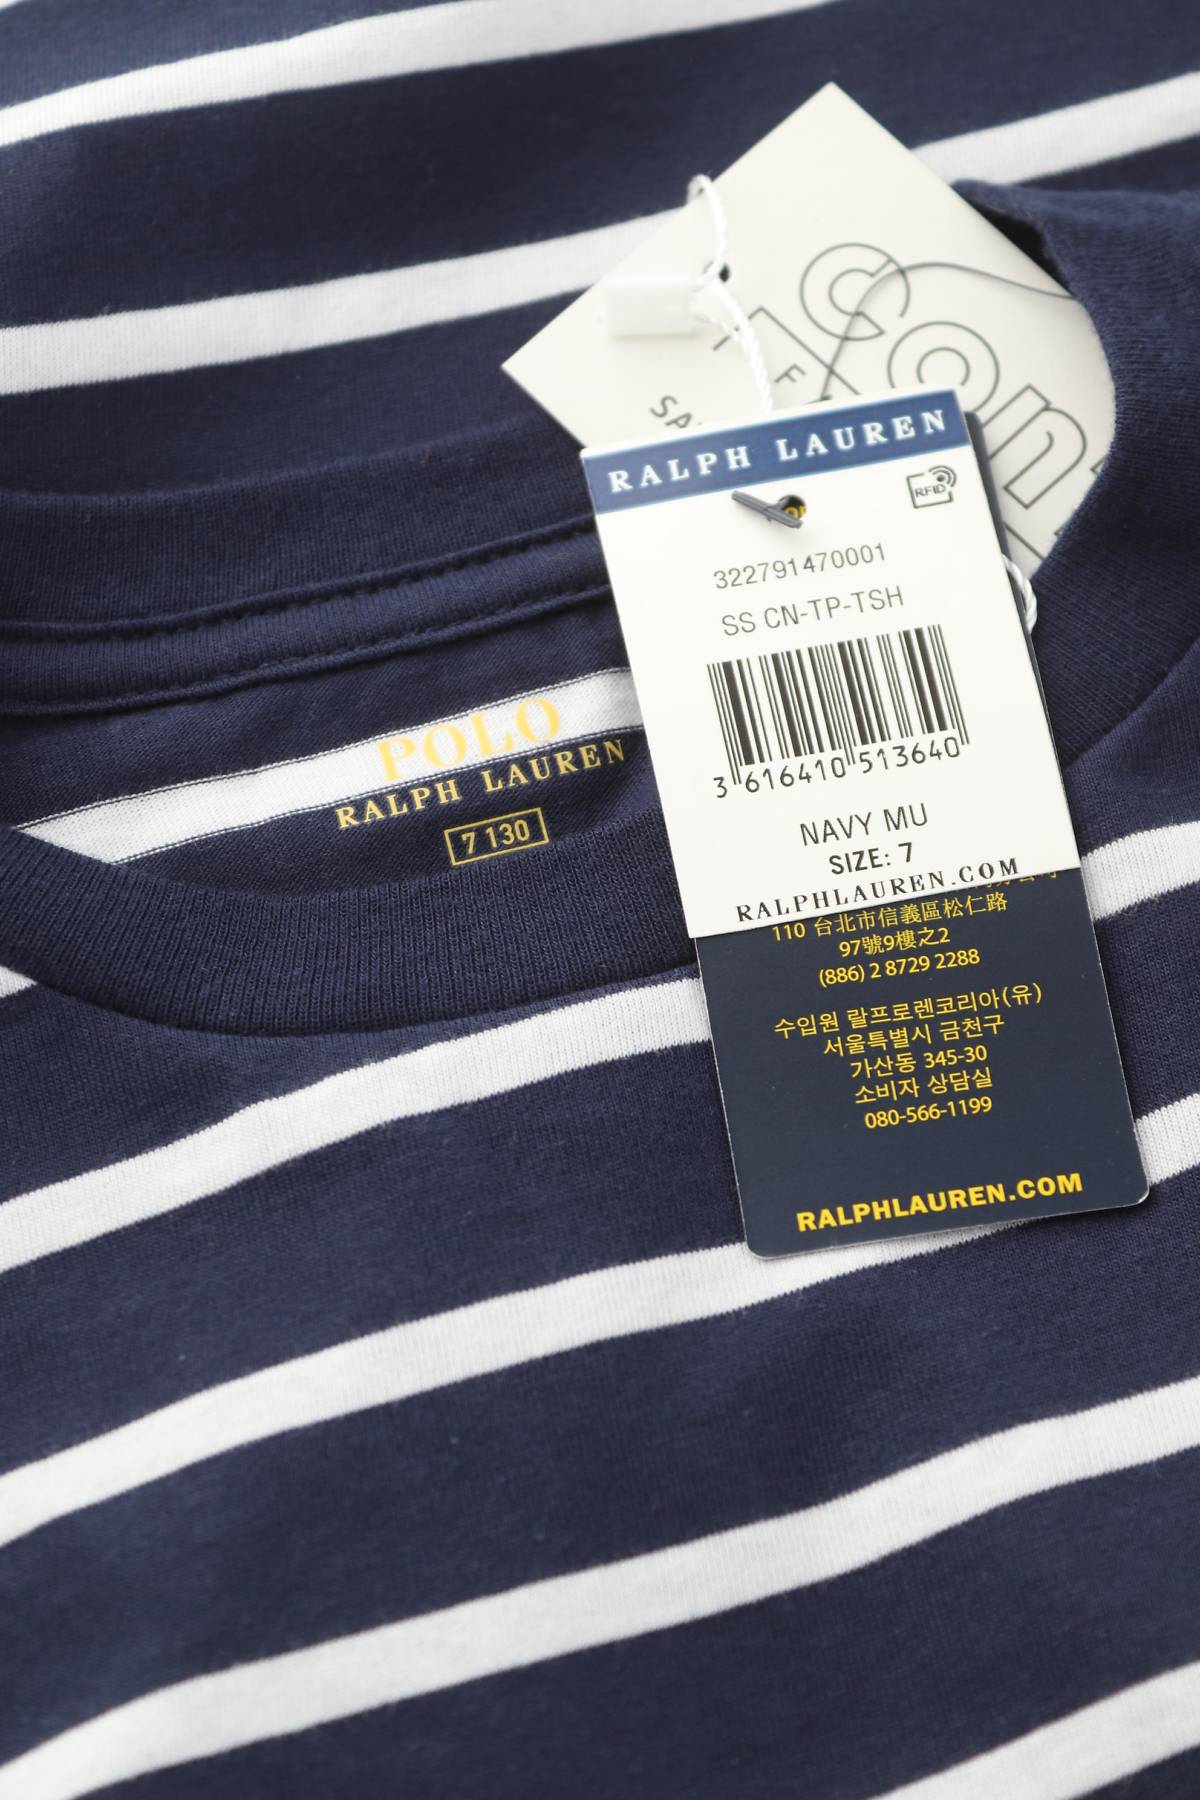 con
F
RALPH LAUREN
RFID
322791470001
SS CN-TP-TSH
3 616410 513640
NAVY MU
SIZE: 7
RALPHLAUREN.COM
POLO
RALPH LAUREN
7 130
110 台北市信義區松仁路
97號9樓之2
(886) 2 8729 2288
수입원 랄프로렌코리아(유)
서울특별시 금천구
가산동 345-30
소비자 상담실
080-566-1199
RALPHLAUREN.COM